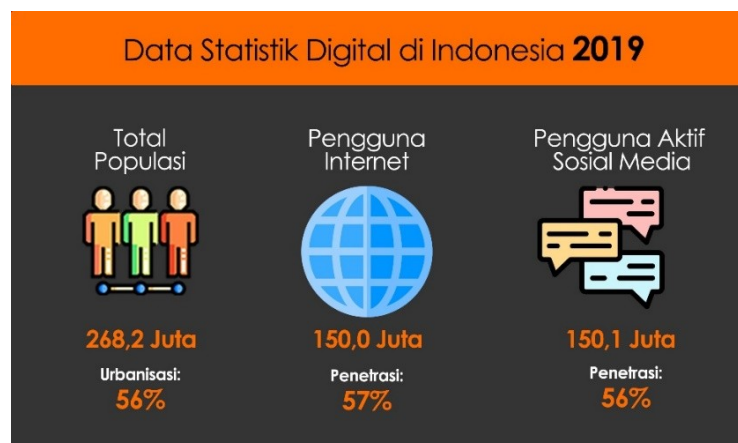 Data Statistik Digital di Indonesia 2019
Total
Populasi
268,2 Juta
Urbanisasi:
56%
Pengguna
Internet
150,0 Juta
Penetrasi:
57%
Pengguna Aktif
Sosial Media
150,1 Juta
Penetrasi:
56%